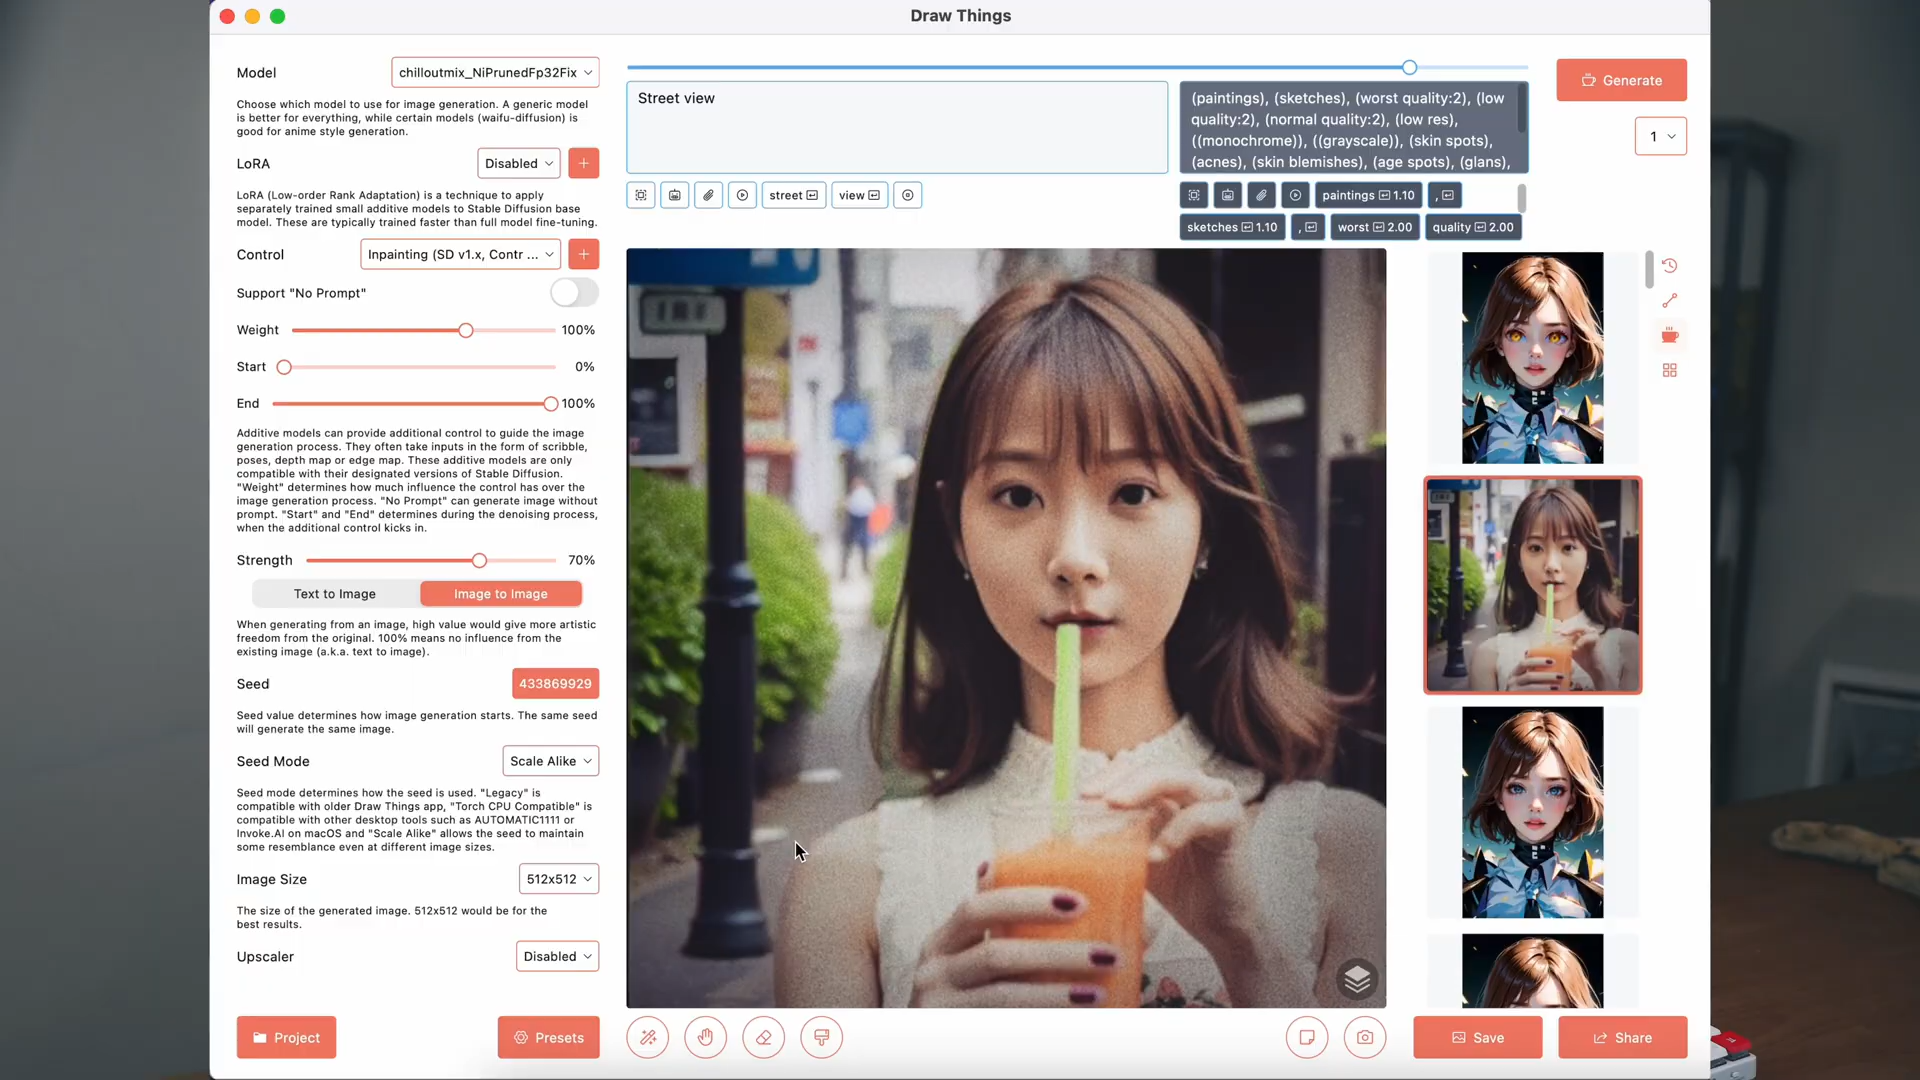 Draw Things
Model
chilloutmix_NiPrunedFp32Fix
Choose which model to use for image generation. A generic model
is better for everything, while certain models (waifu-diffusion) is
good for anime style generation.
LoRA
Disabled
LoRA (Low-order Rank Adaptation) is a technique to apply
separately trained small additive models to Stable Diffusion base
model. These are typically trained faster than full model fine-tuning.
Control
Inpainting (SD v1.x, Contr ...
Support "No Prompt"
Weight
100%
Start
0%
End
100%
Additive models can provide additional control to guide the image
generation process. They often take inputs in the form of scribble,
poses, depth map or edge map. These additive models are only
compatible with their designated versions of Stable Diffusion.
"Weight" determines how much influence the control has over the
image generation process. "No Prompt" can generate image without
prompt. "Start" and "End" determines during the denoising process,
when the additional control kicks in.
Strength
70%
Text to Image
Image to Image
When generating from an image, high value would give more artistic
freedom from the original. 100% means no influence from the
existing image (a.k.a. text to image).
Seed
433869929
Seed value determines how image generation starts. The same seed
will generate the same image.
Seed Mode
Scale Alike
Seed mode determines how the seed is used. "Legacy" is
compatible with older Draw Things app, "Torch CPU Compatible" is
compatible with other desktop tools such as AUTOMATIC1111 or
Invoke.AI on macOS and "Scale Alike" allows the seed to maintain
some resemblance even at different image sizes.
Image Size
512x512
The size of the generated image. 512x512 would be for the
best results.
Upscaler
Disabled
Project
Presets
Street view
street
view
(paintings), (sketches), (worst quality:2), (low
quality:2), (normal quality:2), (low res),
((monochrome)), ((grayscale)), (skin spots),
(acnes), (skin blemishes), (age spots), (glans),
paintings 1.10 ,
sketches 1.10 , worst 2.00 quality 2.00
Generate
1
Save
Share